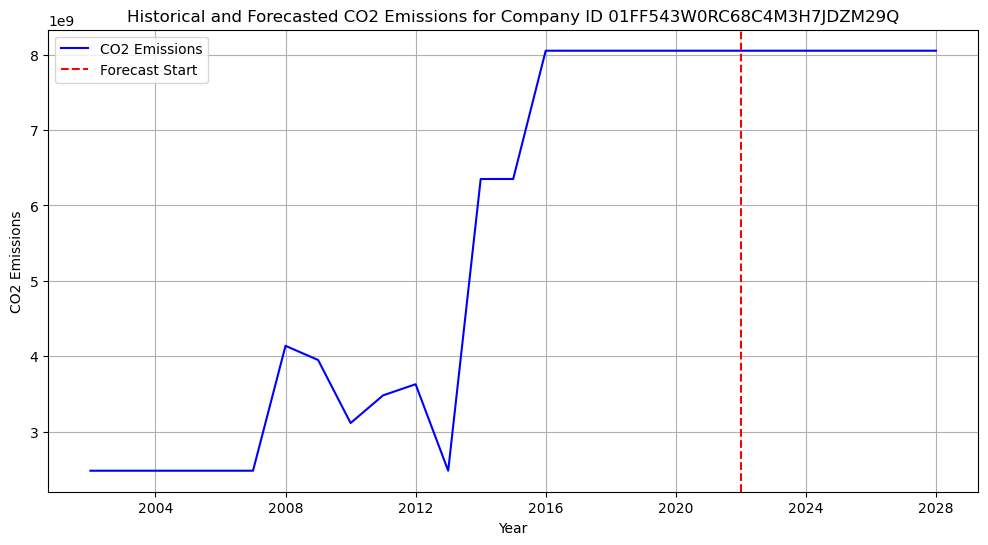 Historical and Forecasted CO2 Emissions for Company ID 01FF543W0RC68C4M3H7JDZM29Q
1e9
CO2 Emissions
Forecast Start
8
7
6
5
4
3
CO2 Emissions
2004 2008 2012 2016 2020 2024 2028
Year